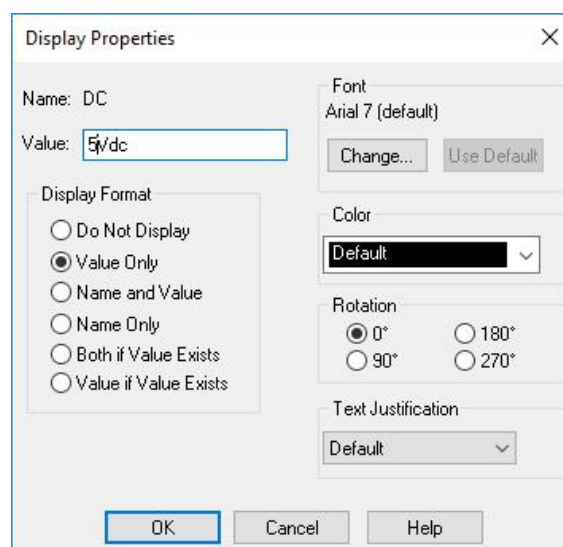 Display Properties
Name: DC
Value: 5Vdc
Display Format
Do Not Display
Value Only
Name and Value
Name Only
Both if Value Exists
Value if Value Exists
Font
Arial 7 (default)
Change... Use Default
Color
Default
Rotation
0° 180°
90° 270°
Text Justification
Default
OK Cancel Help